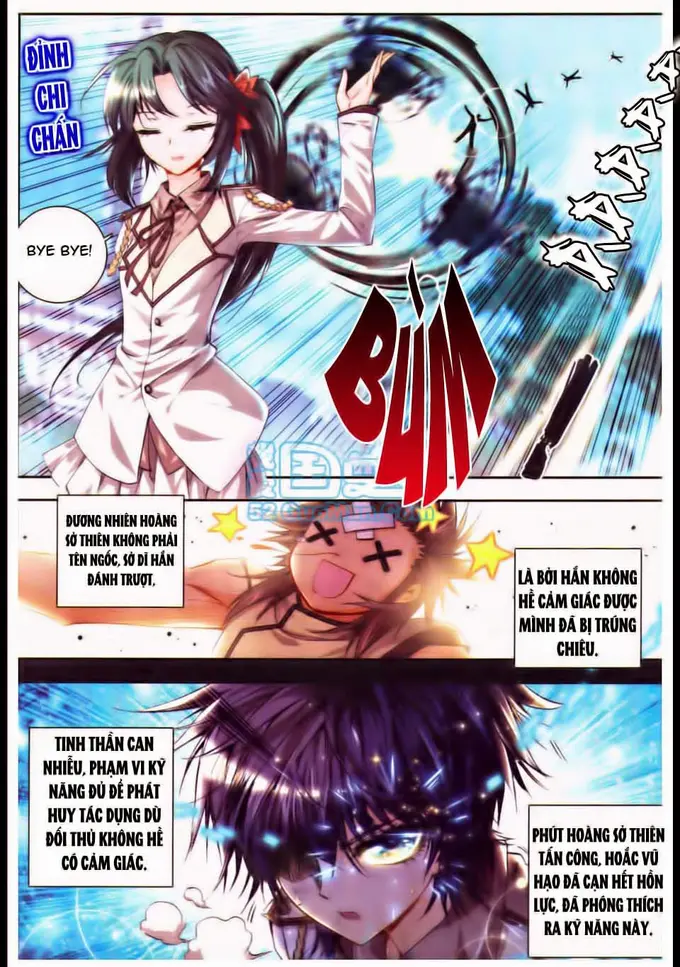 ĐỈNH
CHI
CHẤN
BYE BYE!
A.A.A.A.A.A
BÙM
ĐƯƠNG NHIÊN HOÀNG
SỞ THIÊN KHÔNG PHẢI
TÊN NGỐC, SỞ DĨ HẮN
ĐÁNH TRƯỢT,
LÀ BỞI HẮN KHÔNG
HỀ CẢM GIÁC ĐƯỢC
MÌNH ĐÃ BỊ TRÚNG
CHIÊU.
TINH THẦN CAN
NHIỄU, PHẠM VI KỸ
NĂNG ĐỦ ĐỂ PHÁT
HUY TÁC DỤNG DÙ
ĐỐI THỦ KHÔNG HỀ
CÓ CẢM GIÁC.
PHÚT HOÀNG SỞ THIÊN
TẤN CÔNG, HOẮC VŨ
HẠO ĐÃ CẠN HẾT HỒN
LỰC, ĐÃ PHÓNG THÍCH
RA KỸ NĂNG NÀY.